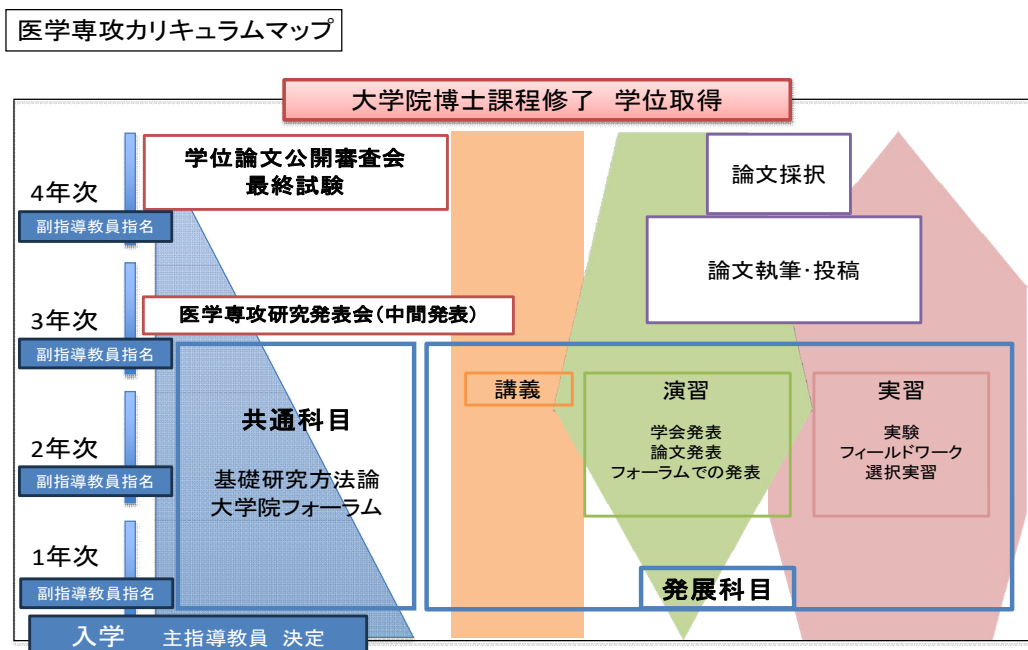 医学専攻カリキュラムマップ
大学院博士課程修了 学位取得
学位論文公開審査会
最終試験
論文採択
4年次
副指導教員指名
論文執筆・投稿
医学専攻研究発表会(中間発表)
3年次
副指導教員指名
共通科目
基礎研究方法論
大学院フォーラム
講義
演習
学会発表
論文発表
フォーラムでの発表
実習
実験
フィールドワーク
選択実習
2年次
副指導教員指名
1年次
副指導教員指名
発展科目
入学 主指導教員 決定